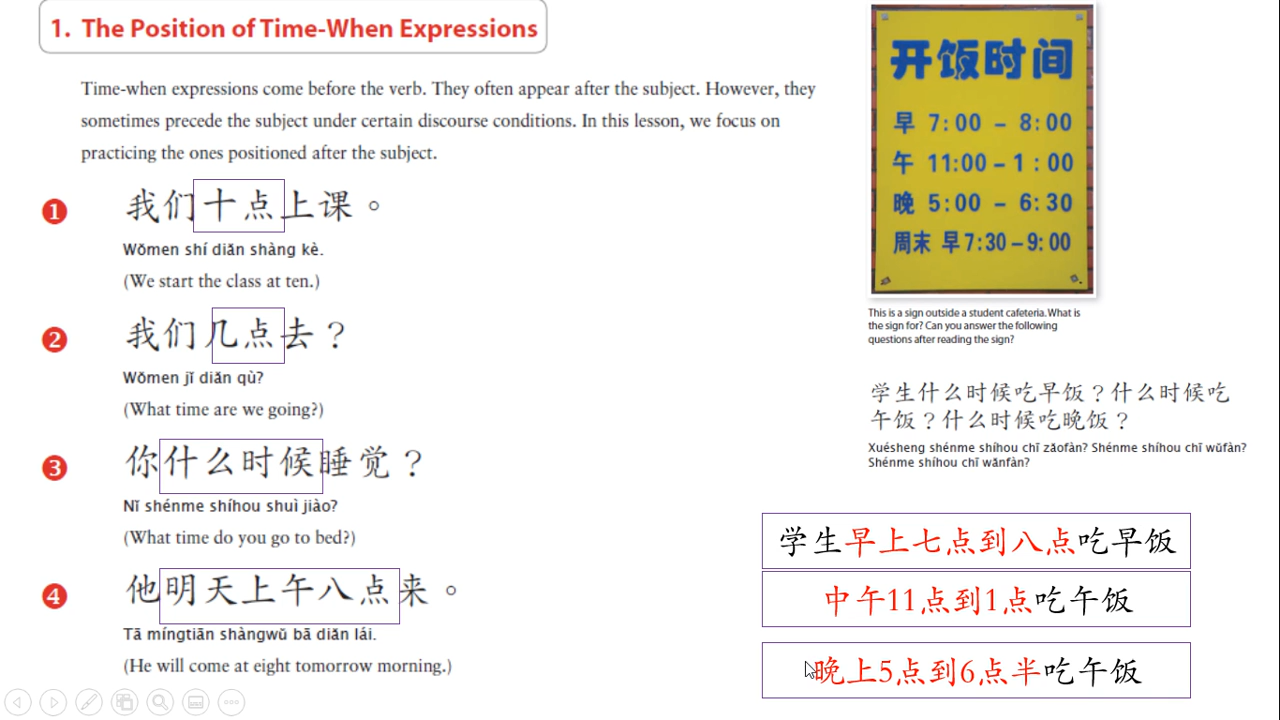 1. The Position of Time-When Expressions
Time-when expressions come before the verb. They often appear after the subject. However, they
sometimes precede the subject under certain discourse conditions. In this lesson, we focus on
practicing the ones positioned after the subject.
1 我们十点上课。
Wǒmen shí diǎn shàng kè.
(We start the class at ten.)
2 我们几点去？
Wǒmen jǐ diǎn qù?
(What time are we going?)
3 你什么时候睡觉？
Nǐ shénme shíhou shuì jiào?
(What time do you go to bed?)
4 他明天上午八点来。
Tā míngtiān shàngwǔ bā diǎn lái.
(He will come at eight tomorrow morning.)
开饭时间
早 7:00 – 8:00
午 11:00 – 1:00
晚 5:00 – 6:30
周末 早7:30 – 9:00
This is a sign outside a student cafeteria. What is
the sign for? Can you answer the following
questions after reading the sign?
学生什么时候吃早饭？什么时候吃
午饭？什么时候吃晚饭？
Xuésheng shénme shíhou chī zǎofàn? Shénme shíhou chī wǔfàn?
Shénme shíhou chī wǎnfàn?
学生早上七点到八点吃早饭
中午11点到1点吃午饭
晚上5点到6点半吃午饭